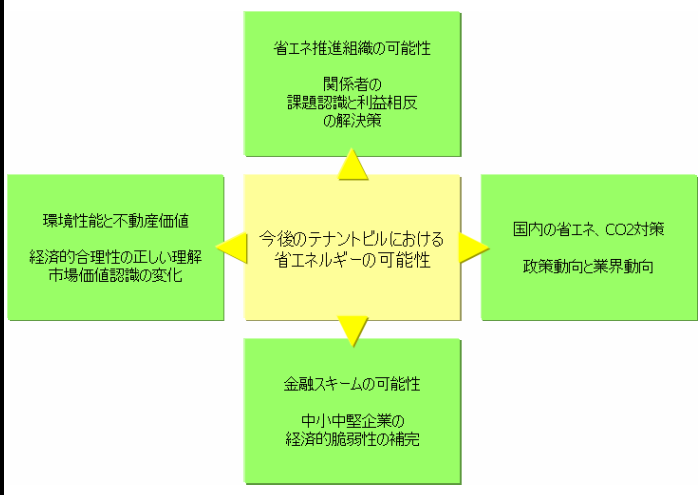 省エネ推進組織の可能性
関係者の
課題認識と利益相反
の解決策
環境性能と不動産価値
経済的合理性の正しい理解
市場価値認識の変化
今後のテナントビルにおける
省エネルギーの可能性
国内の省エネ、CO2対策
政策動向と業界動向
金融スキームの可能性
中小中堅企業の
経済的脆弱性の補完